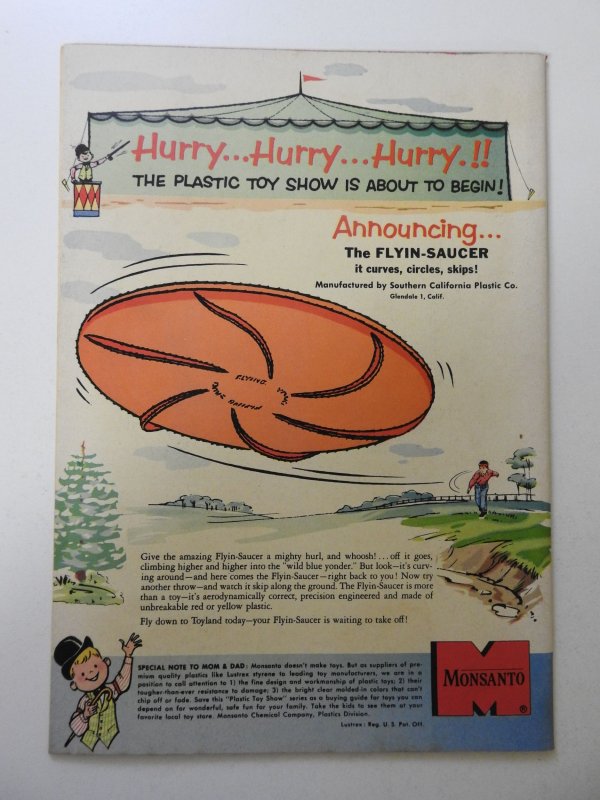 Hurry...Hurry...Hurry.!!
THE PLASTIC TOY SHOW IS ABOUT TO BEGIN!
Announcing...
The FLYIN-SAUCER
it curves, circles, skips!
Manufactured by Southern California Plastic Co.
Glendale 1, Calif.
FLYING
Give the amazing Flyin-Saucer a mighty hurl, and whoosh! ... off it goes,
climbing higher and higher into the "wild blue yonder." But look—it's curv-
ing around—and here comes the Flyin-Saucer—right back to you! Now try
another throw—and watch it skip along the ground. The Flyin-Saucer is more
than a toy—it's aerodynamically correct, precision engineered and made of
unbreakable red or yellow plastic.
Fly down to Toyland today—your Flyin-Saucer is waiting to take off!
SPECIAL NOTE TO MOM & DAD: Monsanto doesn't make toys. But as suppliers of pre-
mium quality plastics like Lustrex styrene to leading toy manufacturers, we are in a
position to call attention to 1) the fine design and workmanship of plastic toys; 2) their
tougher-than-ever resistance to damage; 3) the bright clear molded-in colors that can't
chip off or fade. Save this "Plastic Toy Show" series as a buying guide for toys you can
depend on for wonderful, safe fun for your family. Take the kids to see them at your
favorite local toy store. Monsanto Chemical Company, Plastics Division.
Lustrex: Reg. U. S. Pat. Off.
MONSANTO
®